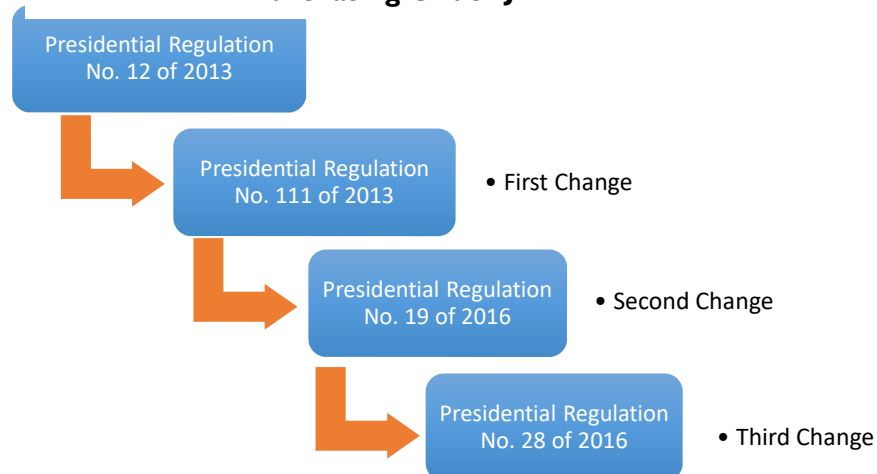 Presidential Regulation
No. 12 of 2013
Presidential Regulation
No. 111 of 2013
• First Change
Presidential Regulation
No. 19 of 2016
• Second Change
Presidential Regulation
No. 28 of 2016
• Third Change